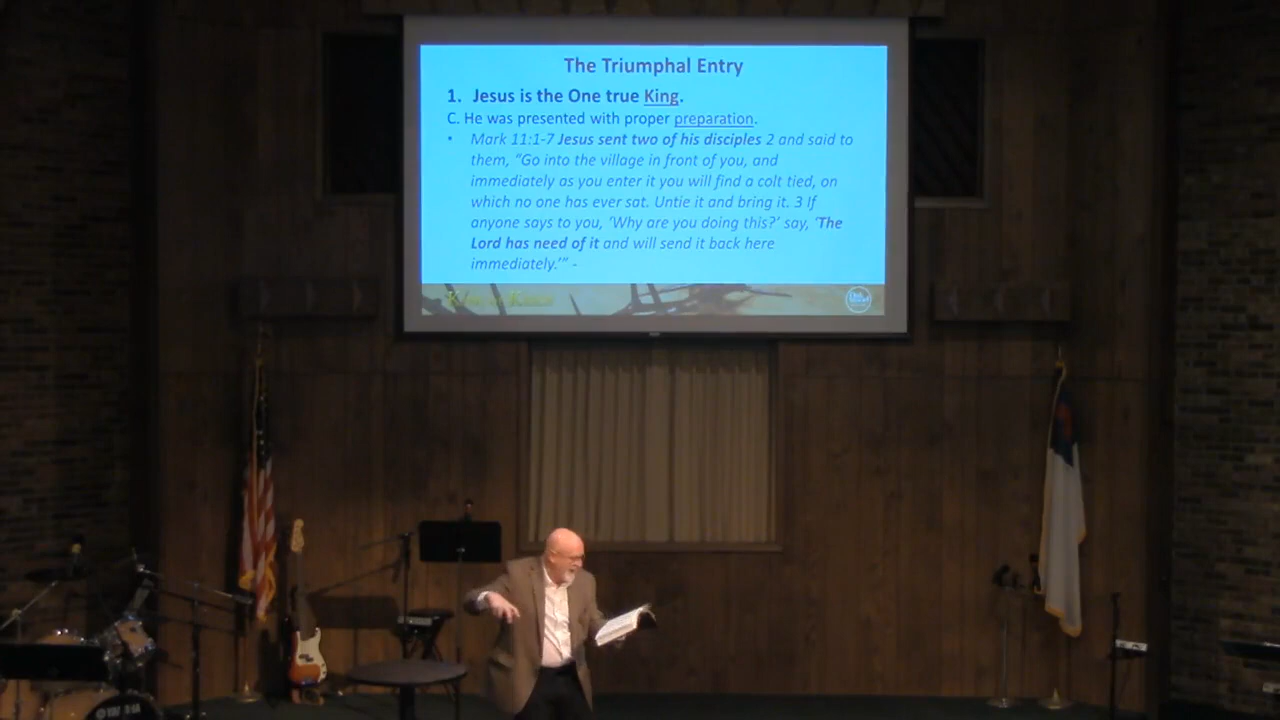 The Triumphal Entry
1. Jesus is the One true King.
C. He was presented with proper preparation.
• Mark 11:1-7 Jesus sent two of his disciples 2 and said to
them, "Go into the village in front of you, and
immediately as you enter it you will find a colt tied, on
which no one has ever sat. Untie it and bring it. 3 If
anyone says to you, 'Why are you doing this?' say, 'The
Lord has need of it and will send it back here
immediately.'" -
YAMAHA